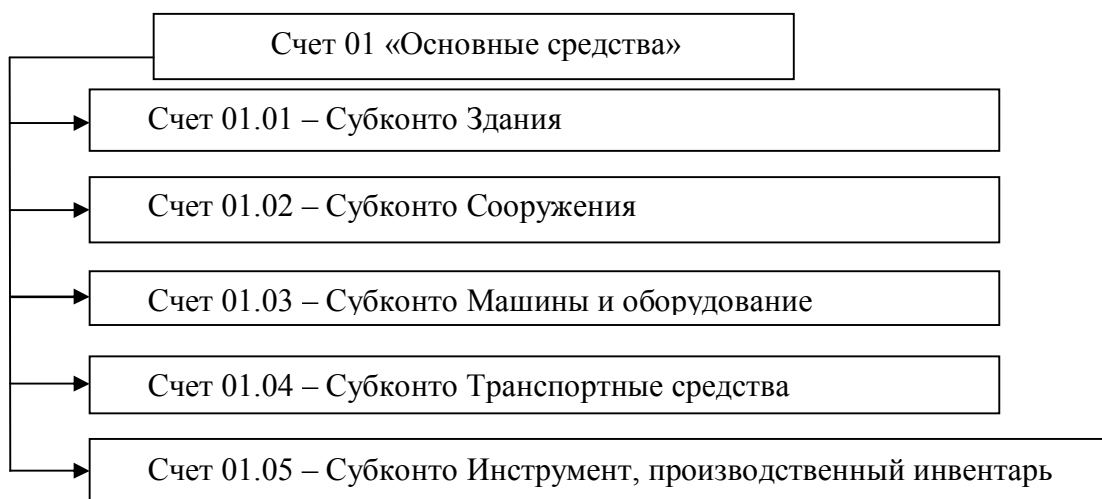 Счет 01 «Основные средства»
Счет 01.01 – Субконто Здания
Счет 01.02 – Субконто Сооружения
Счет 01.03 – Субконто Машины и оборудование
Счет 01.04 – Субконто Транспортные средства
Счет 01.05 – Субконто Инструмент, производственный инвентарь